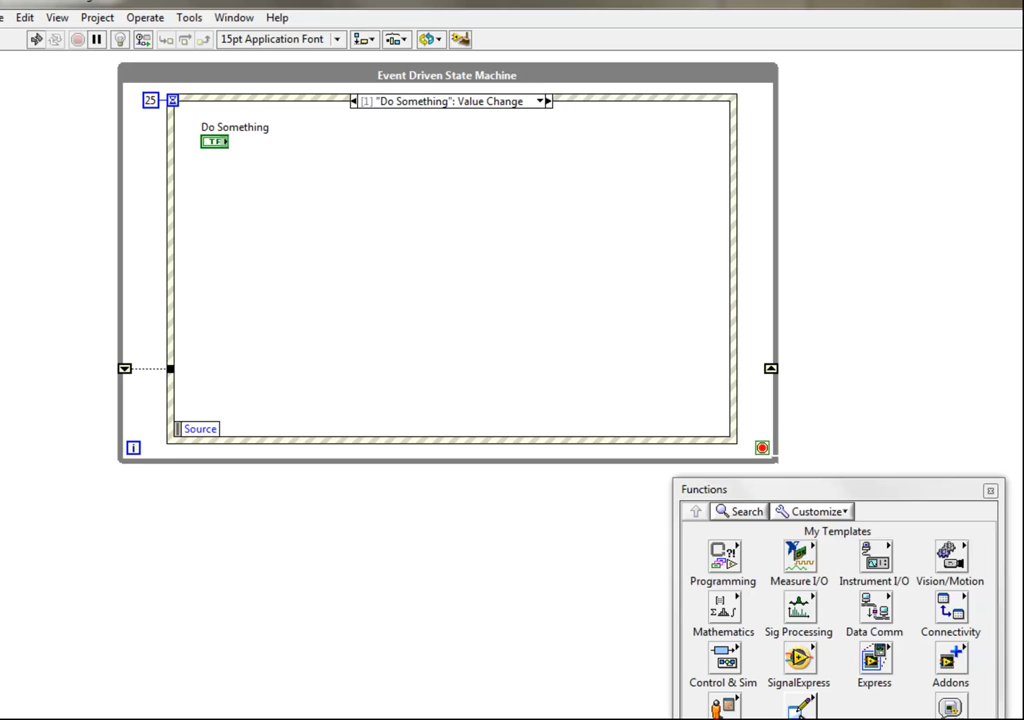 Edit View Project Operate Tools Window Help
15pt Application Font
Event Driven State Machine
25
[1] "Do Something": Value Change
Do Something
TF
Source
i
Functions
Search Customize
My Templates
Programming Measure I/O Instrument I/O Vision/Motion
Mathematics Sig Processing Data Comm Connectivity
Control & Sim SignalExpress Express Addons